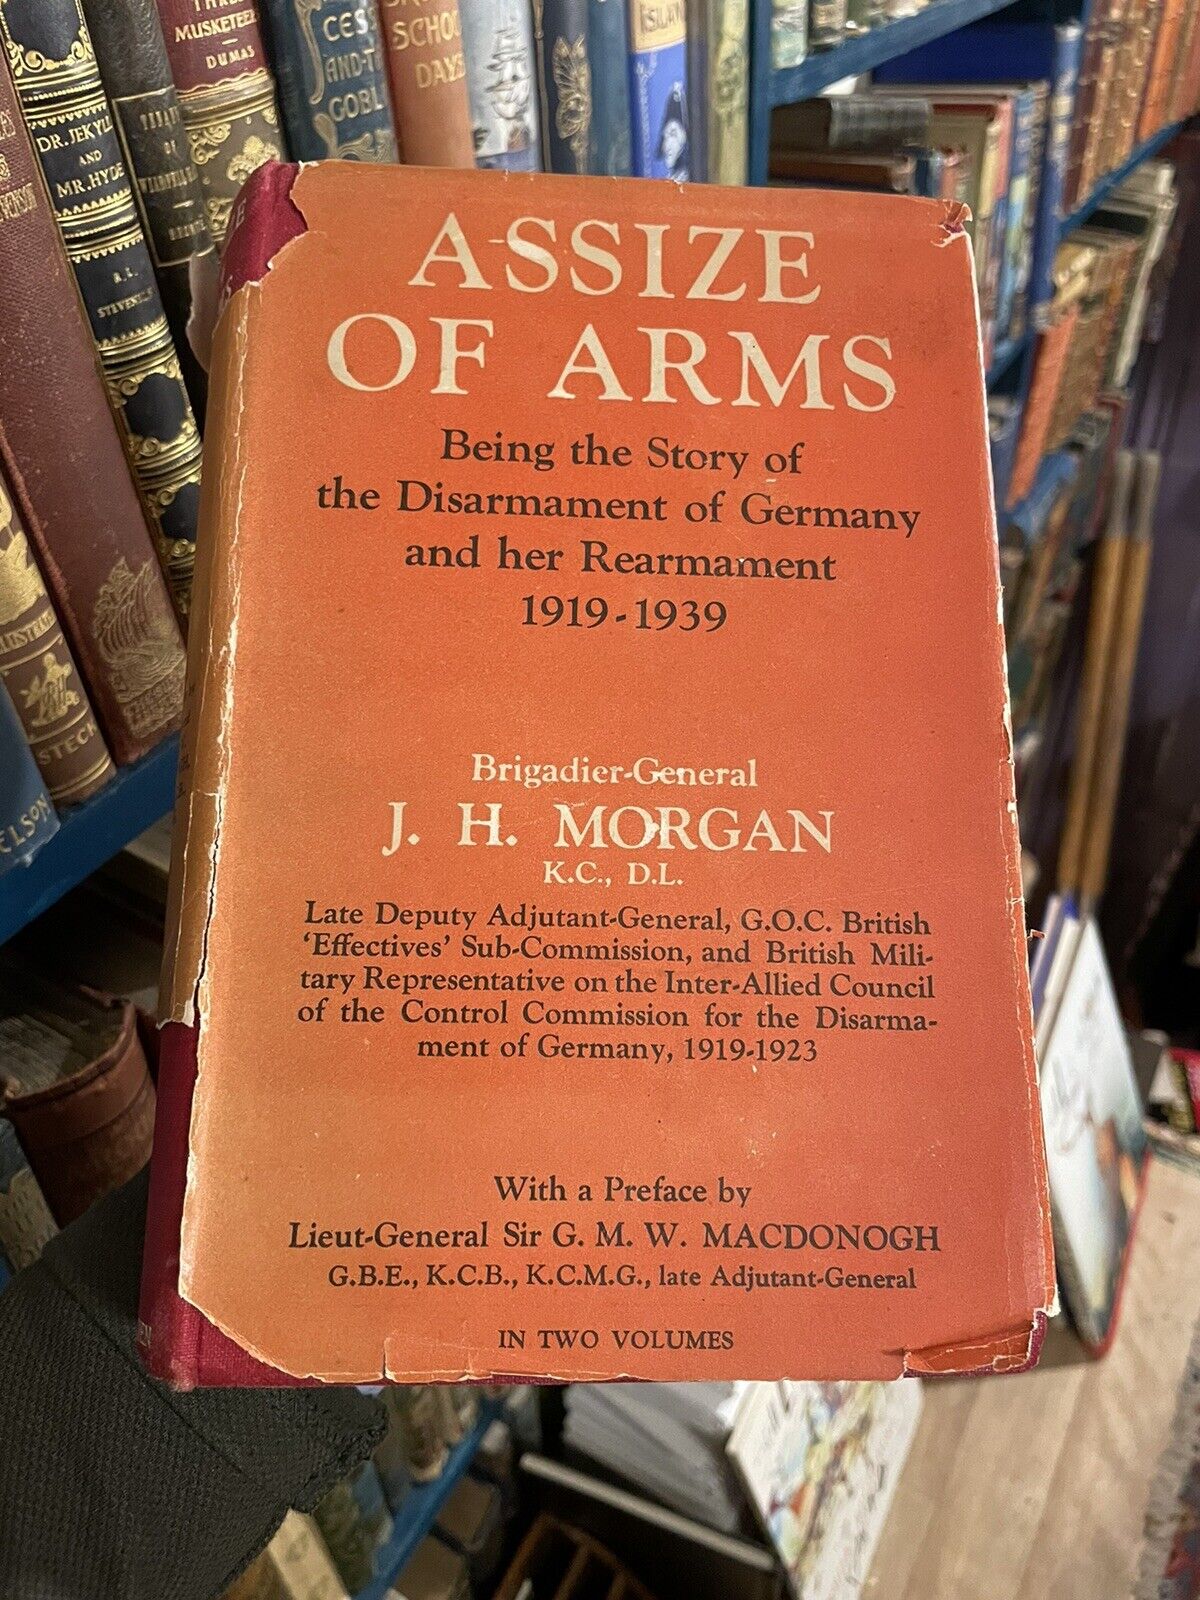 THREE
MUSKETEERS
DUMAS
DR. JEKYLL
AND
MR. HYDE
R. L.
STEVENSON
SCHOOL
DAYS
ASSIZE
OF ARMS
Being the Story of
the Disarmament of Germany
and her Rearmament
1919-1939
Brigadier-General
J. H. MORGAN
K.C., D.L.
Late Deputy Adjutant-General, G.O.C. British
'Effectives' Sub-Commission, and British Mili-
tary Representative on the Inter-Allied Council
of the Control Commission for the Disarma-
ment of Germany, 1919-1923
With a Preface by
Lieut-General Sir G. M. W. MACDONOGH
G.B.E., K.C.B., K.C.M.G., late Adjutant-General
IN TWO VOLUMES